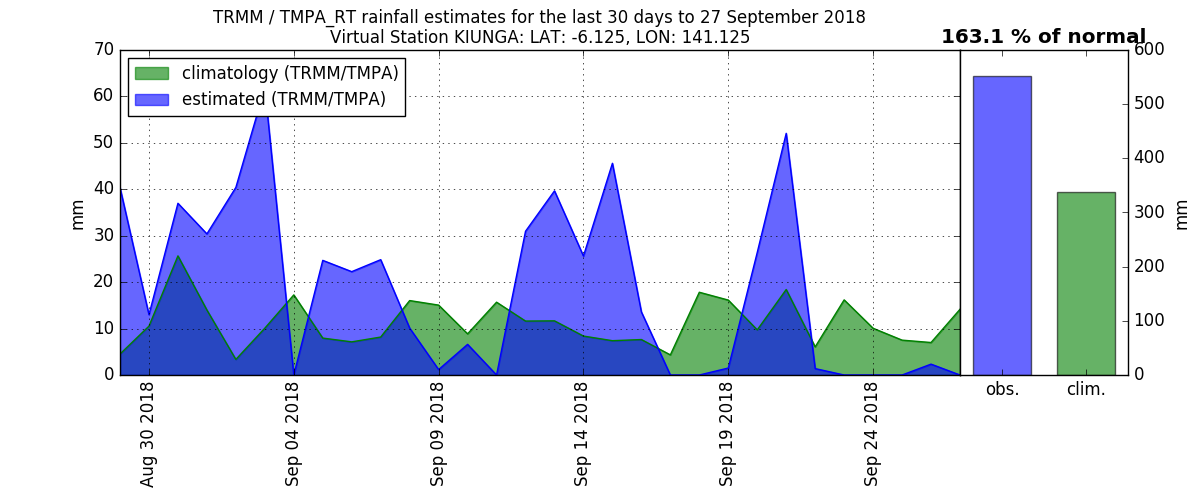 TRMM / TMPA_RT rainfall estimates for the last 30 days to 27 September 2018
Virtual Station KIUNGA: LAT: -6.125, LON: 141.125
163.1 % of normal
climatology (TRMM/TMPA)
estimated (TRMM/TMPA)
70
60
50
40
30
20
10
0
mm
Aug 30 2018
Sep 04 2018
Sep 09 2018
Sep 14 2018
Sep 19 2018
Sep 24 2018
obs.
clim.
600
500
400
300
200
100
0
mm